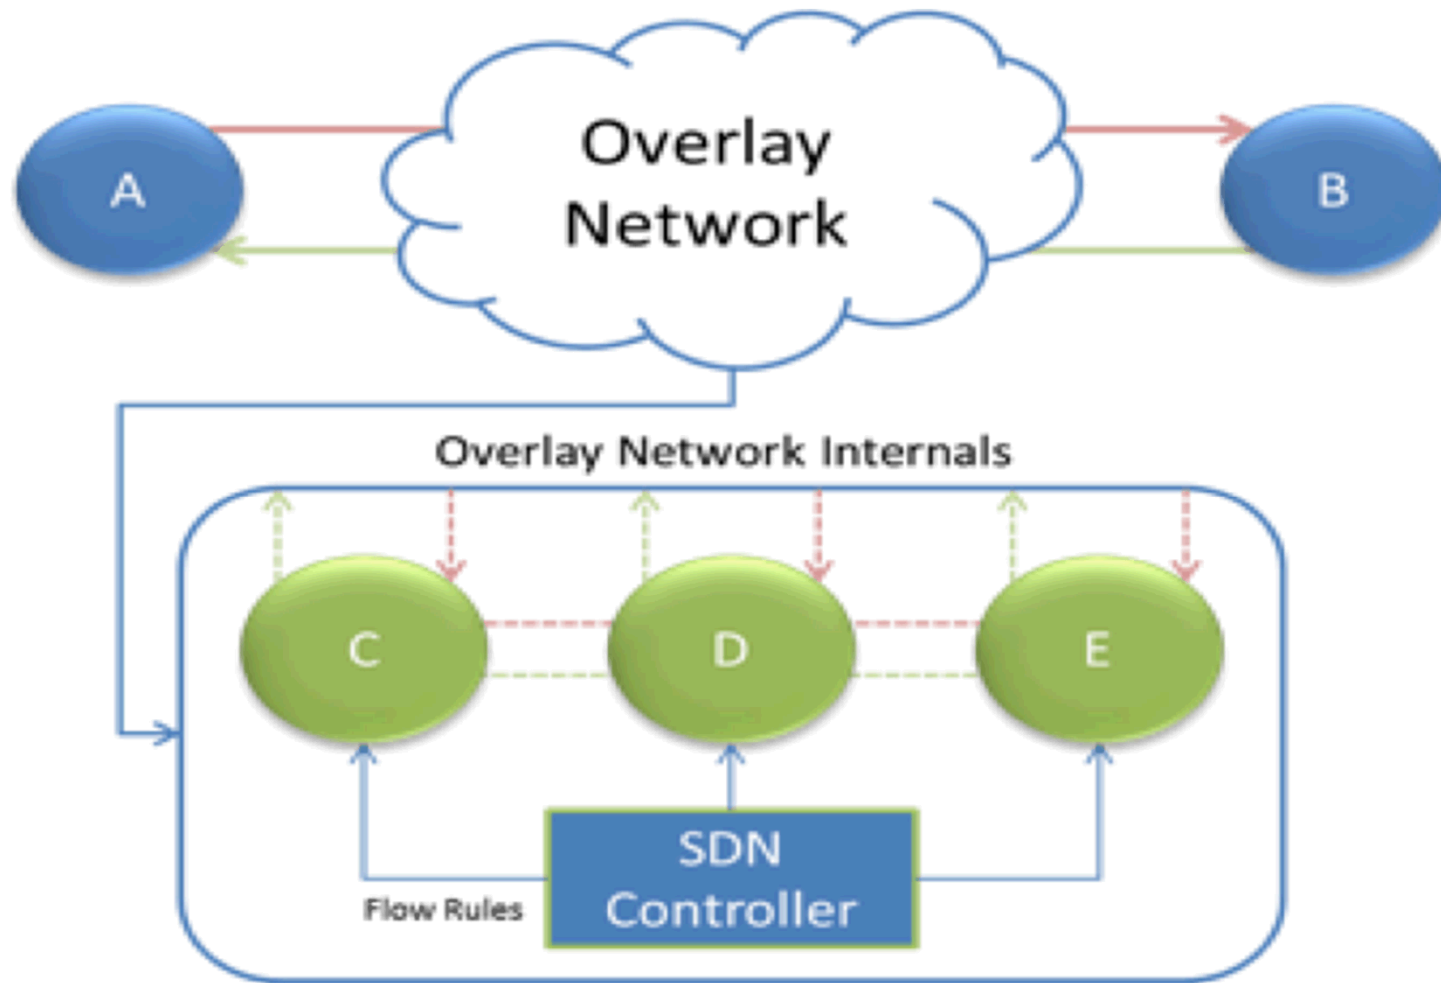 Overlay
Network
A
B
Overlay Network Internals
C
D
E
SDN
Controller
Flow Rules